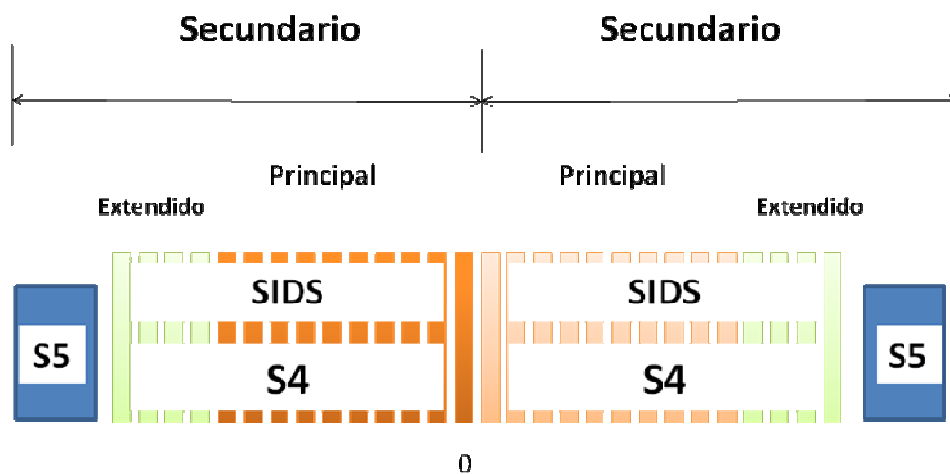 Secundario Secundario
Principal Principal
Extendido Extendido
SIDS SIDS
S5 S4 S4 S5
0